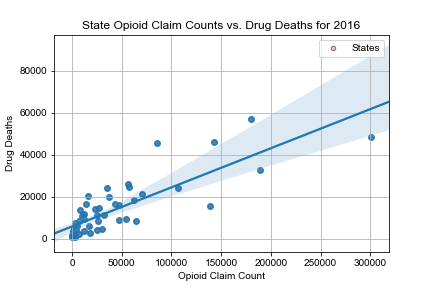 State Opioid Claim Counts vs. Drug Deaths for 2016
States
80000
60000
40000
20000
0
Drug Deaths
0 50000 100000 150000 200000 250000 300000
Opioid Claim Count